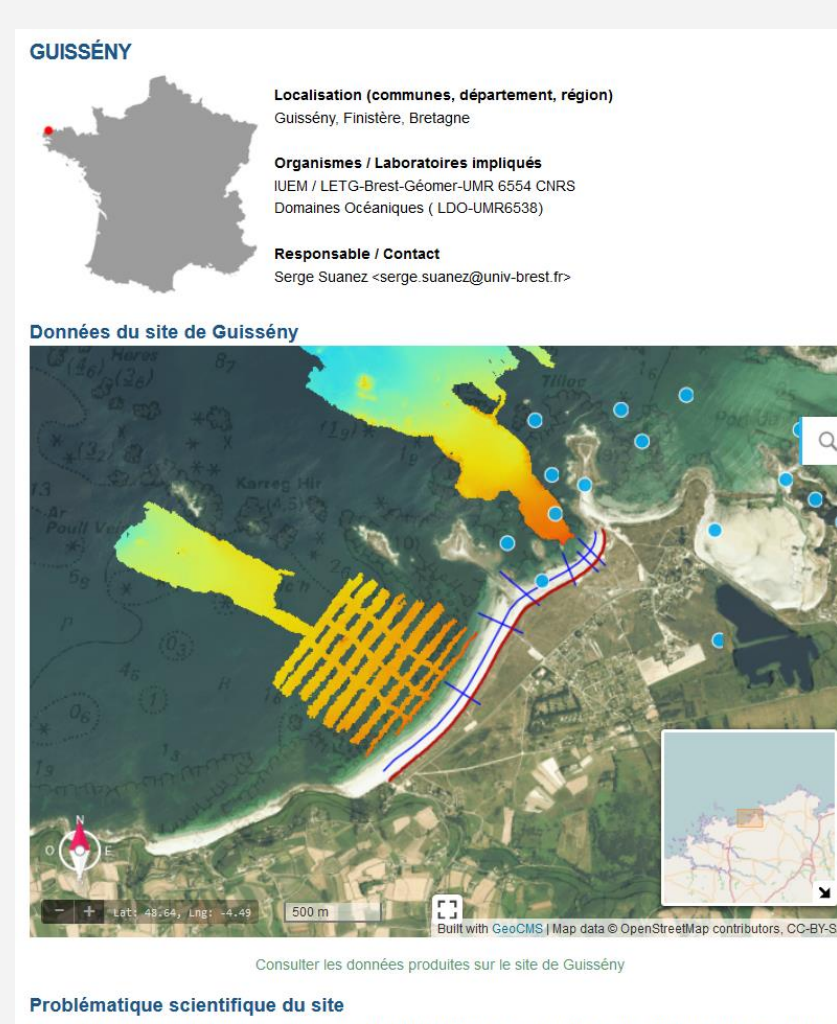 GUISSÉNY
Localisation (communes, département, région)
Guissény, Finistère, Bretagne
Organismes / Laboratoires impliqués
IUEM / LETG-Brest-Géomer-UMR 6554 CNRS
Domaines Océaniques ( LDO-UMR6538)
Responsable / Contact
Serge Suanez <serge.suanez@univ-brest.fr>
Données du site de Guissény
Karreg Hir
N
O
E
− + Lat: 48.64, Lng: -4.49
500 m
Built with GeoCMS | Map data © OpenStreetMap contributors, CC-BY-S
Consulter les données produites sur le site de Guissény
Problématique scientifique du site